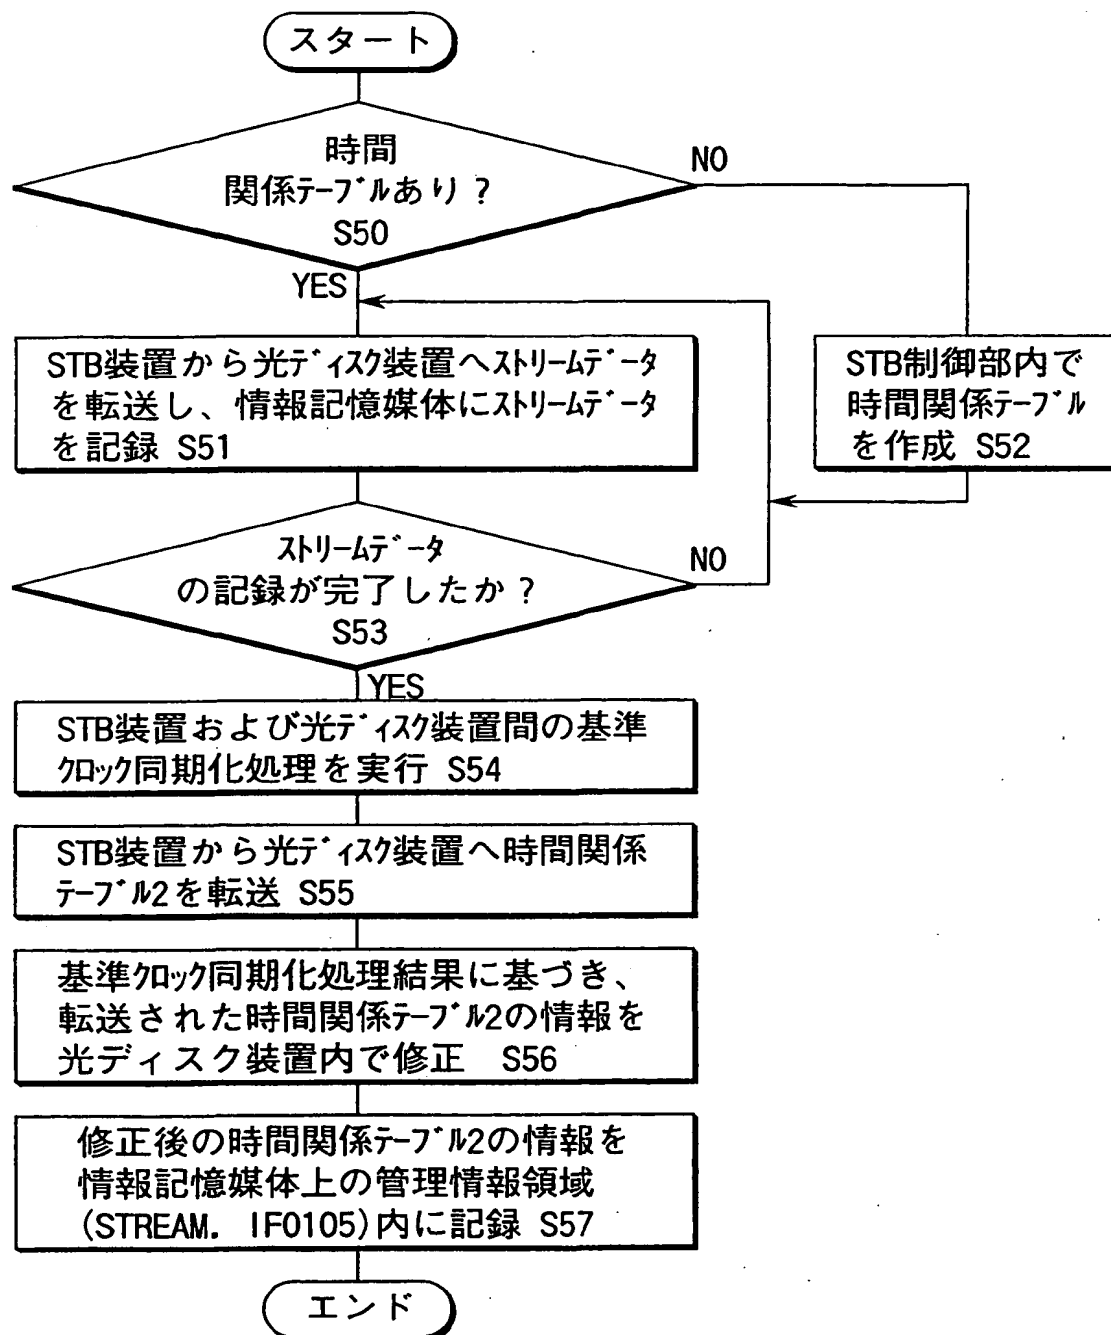 スタート
時間
関係テーブルあり?
S50
NO
YES
STB装置から光ディスク装置へストリームデータ
を転送し、情報記憶媒体にストリームデータ
を記録 S51
STB制御部内で
時間関係テーブル
を作成 S52
ストリームデータ
の記録が完了したか?
S53
NO
YES
STB装置および光ディスク装置間の基準
クロック同期化処理を実行 S54
STB装置から光ディスク装置へ時間関係
テーブル2を転送 S55
基準クロック同期化処理結果に基づき、
転送された時間関係テーブル2の情報を
光ディスク装置内で修正 S56
修正後の時間関係テーブル2の情報を
情報記憶媒体上の管理情報領域
(STREAM. IFO105)内に記録 S57
エンド